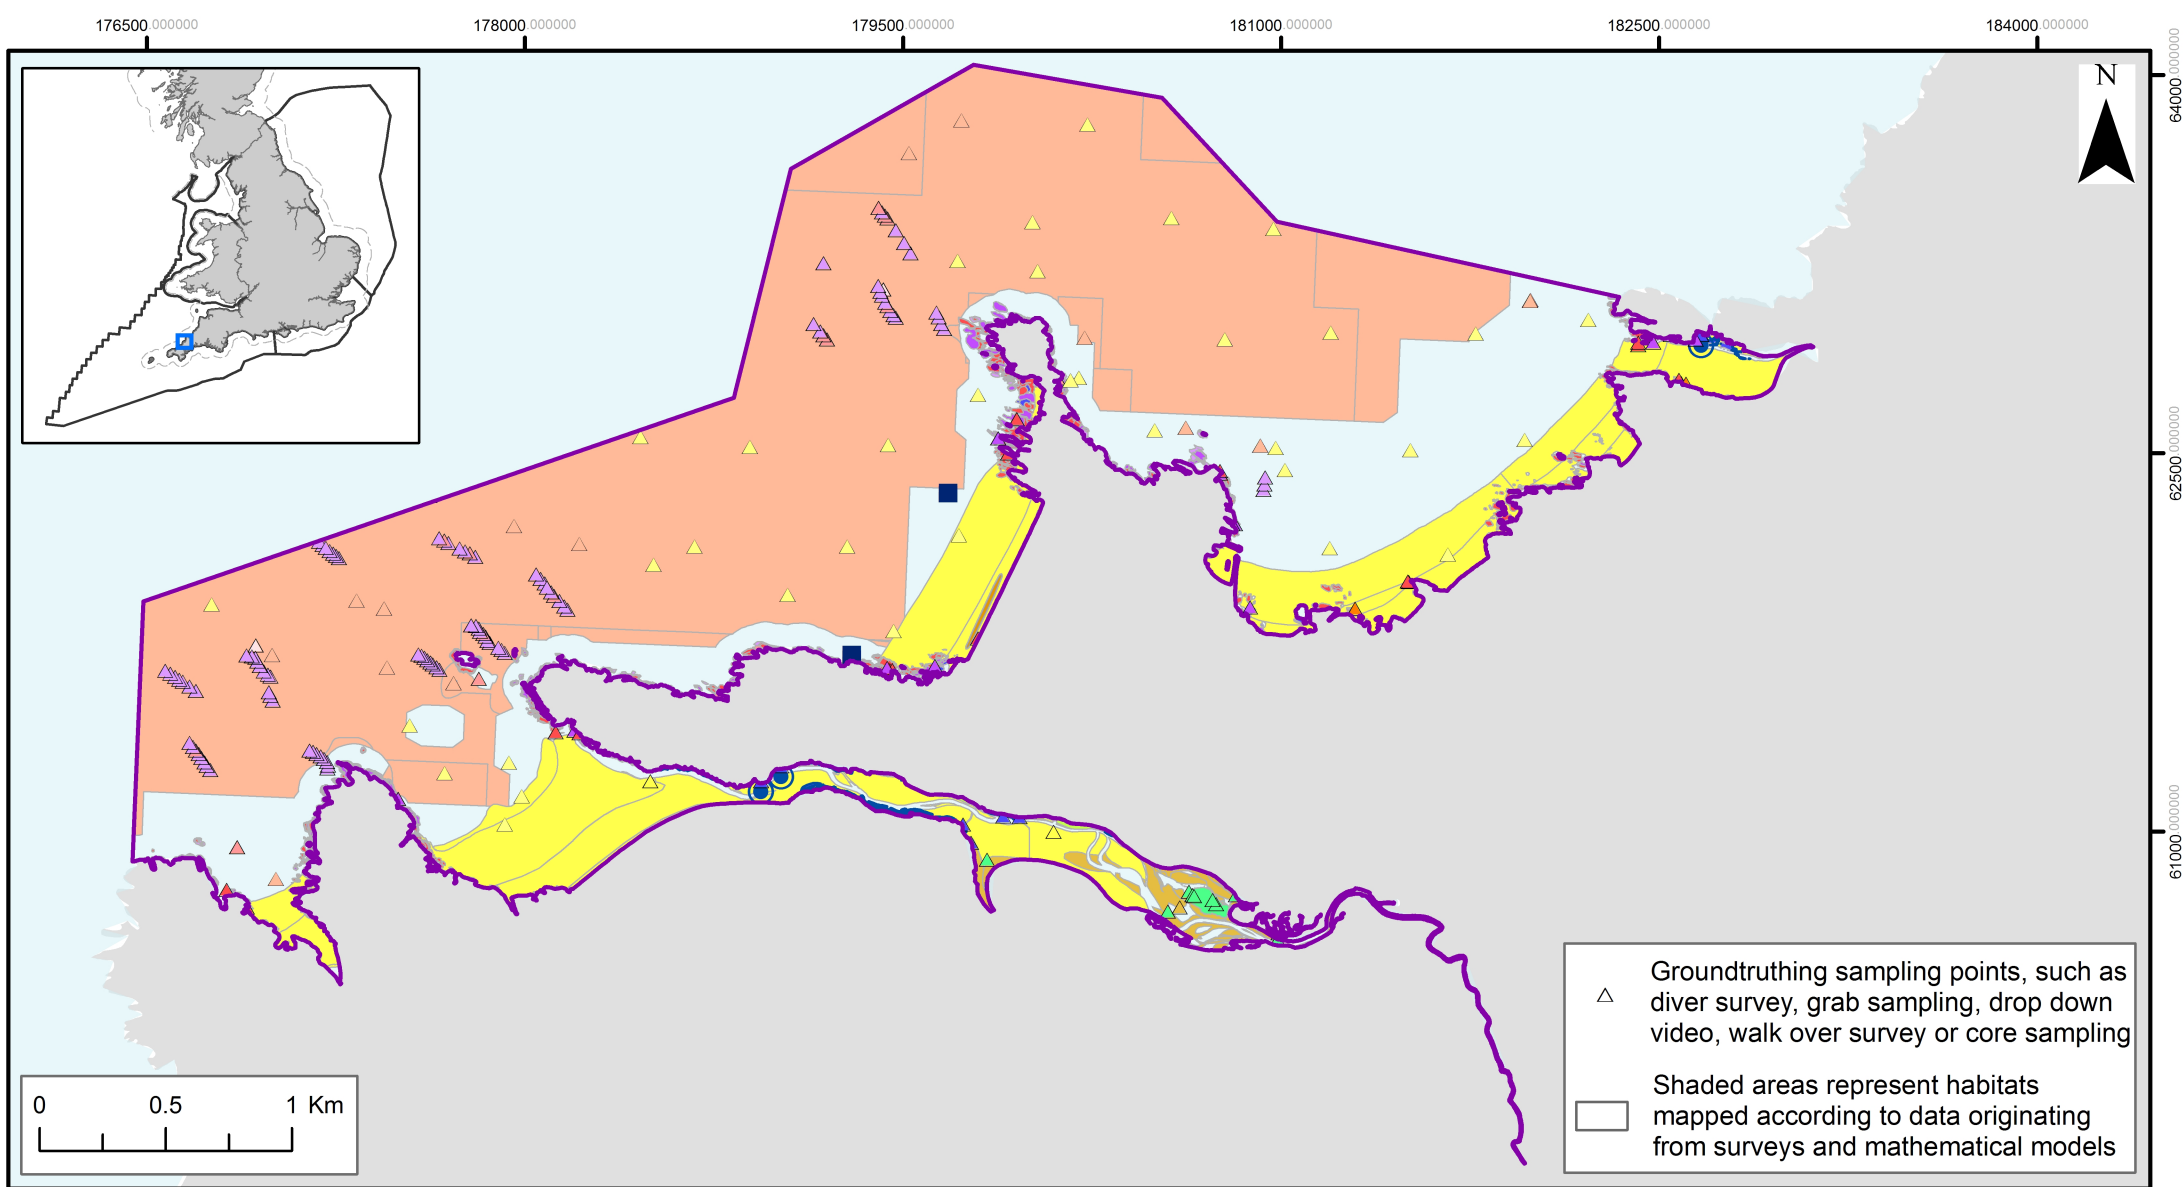 176500.000000 178000.000000 179500.000000 181000.000000 182500.000000 184000.000000
N
64000.000000
62500.000000
61000.000000
Groundtruthing sampling points, such as
diver survey, grab sampling, drop down
video, walk over survey or core sampling
Shaded areas represent habitats
mapped according to data originating
from surveys and mathematical models
0 0.5 1 Km